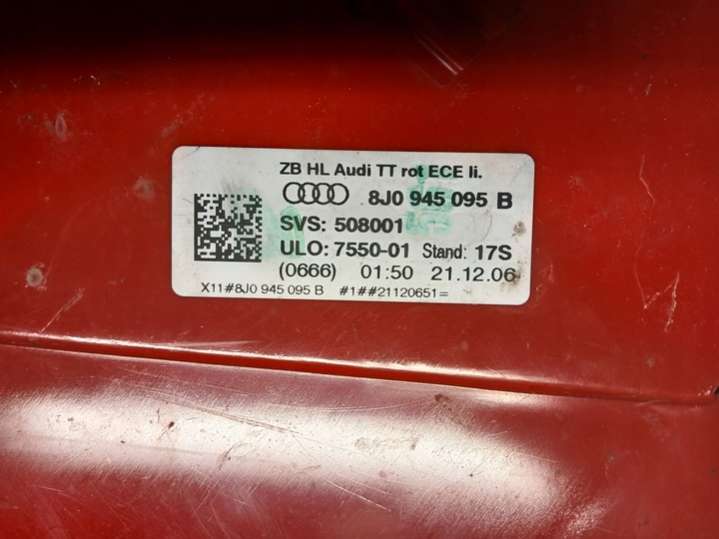 ZB HL Audi TT rot ECE li.
8J0 945 095 B
SVS: 508001
ULO: 7550-01 Stand: 17S
(0666) 01:50 21.12.06
X11#8J0 945 095 B #1##21120651=